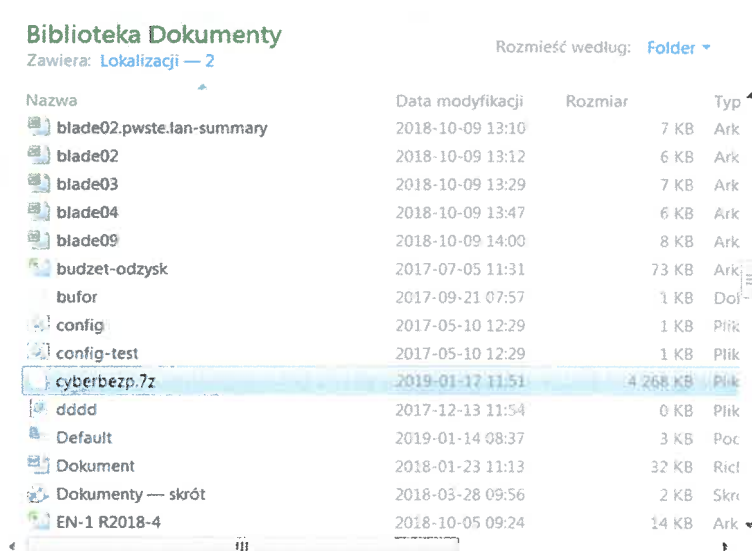 Biblioteka Dokumenty
Zawiera: Lokalizacji — 2
Rozmieść według: Folder
Nazwa Data modyfikacji Rozmiar Typ
blade02.pwste.lan-summary 2018-10-09 13:10 7 KB Ark
blade02 2018-10-09 13:12 6 KB Ark
blade03 2018-10-09 13:29 7 KB Ark
blade04 2018-10-09 13:47 6 KB Ark
blade09 2018-10-09 14:00 8 KB Ark
budzet-odzysk 2017-07-05 11:31 73 KB Ark
bufor 2017-09-21 07:57 1 KB Dok
config 2017-05-10 12:29 1 KB Plik
config-test 2017-05-10 12:29 1 KB Plik
cyberbezp.7z 2019-01-17 11:51 4 268 KB Plik
dddd 2017-12-13 11:54 0 KB Plik
Default 2019-01-14 08:37 3 KB Poc
Dokument 2018-01-23 11:13 32 KB Rich
Dokumenty — skrót 2018-03-28 09:56 2 KB Skró
EN-1 R2018-4 2018-10-05 09:24 14 KB Ark